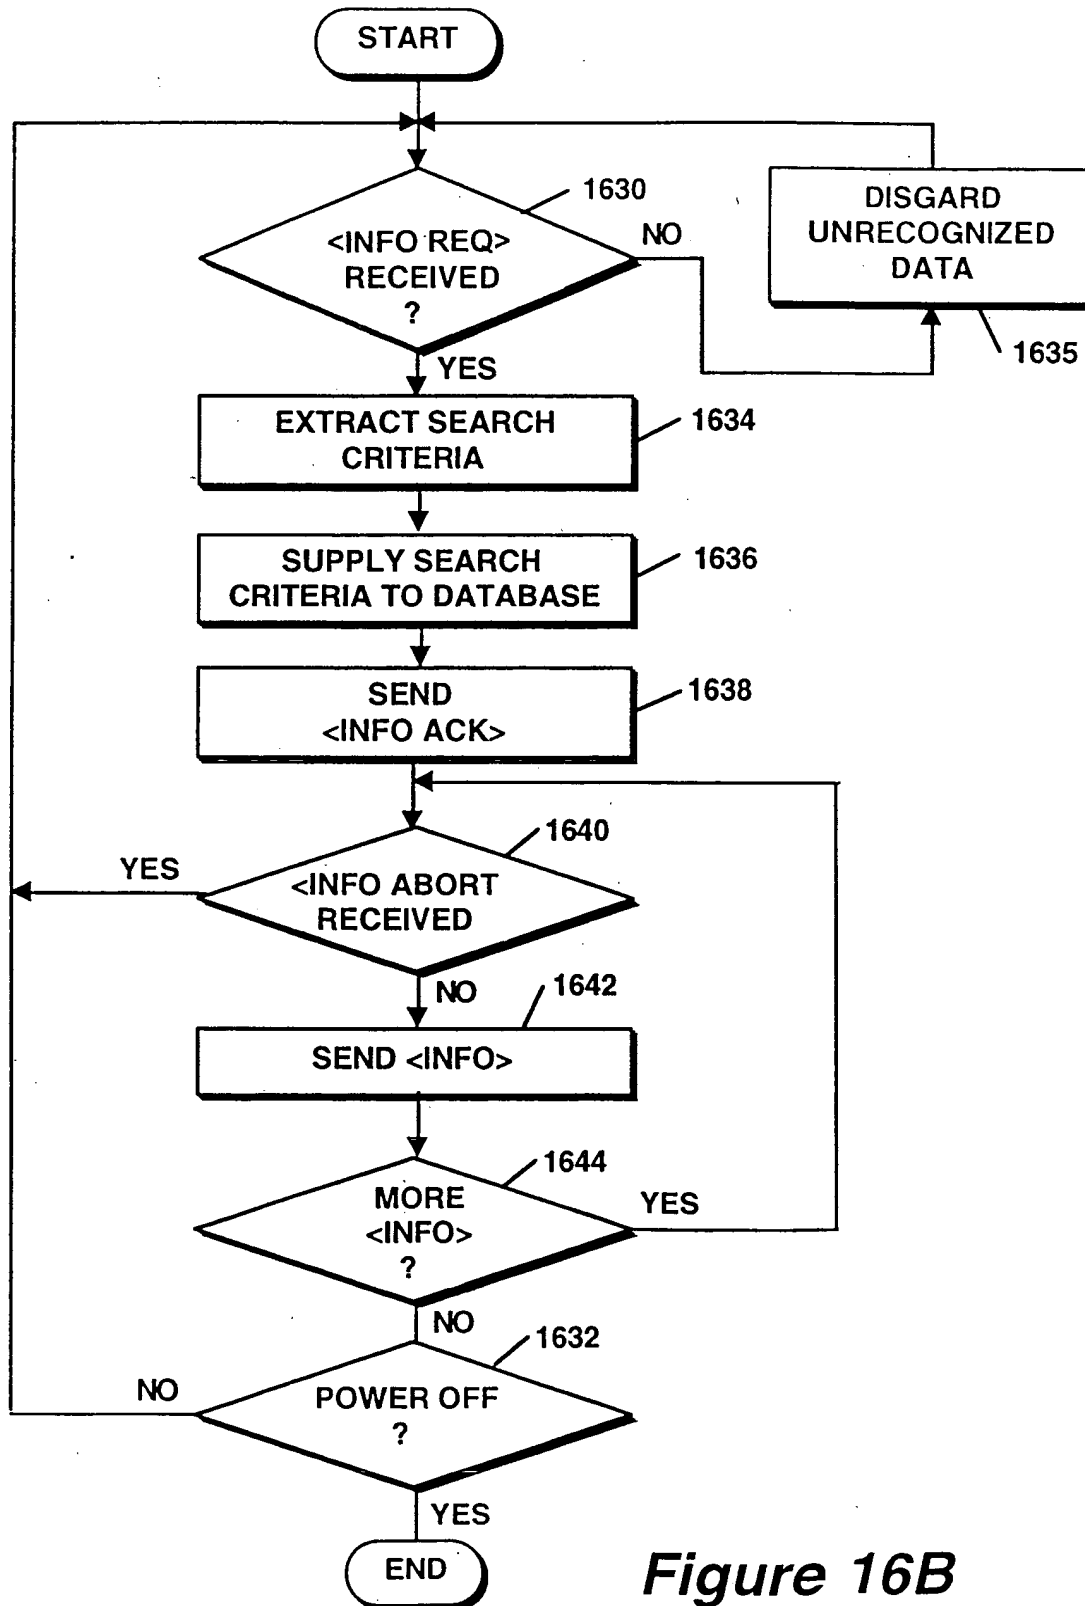 START
1630
<INFO REQ>
RECEIVED
?
NO
DISGARD
UNRECOGNIZED
DATA
1635
YES
EXTRACT SEARCH
CRITERIA
1634
SUPPLY SEARCH
CRITERIA TO DATABASE
1636
SEND
<INFO ACK>
1638
1640
YES
<INFO ABORT
RECEIVED
NO
1642
SEND <INFO>
1644
MORE
<INFO>
?
YES
NO
1632
NO
POWER OFF
?
YES
END
Figure 16B